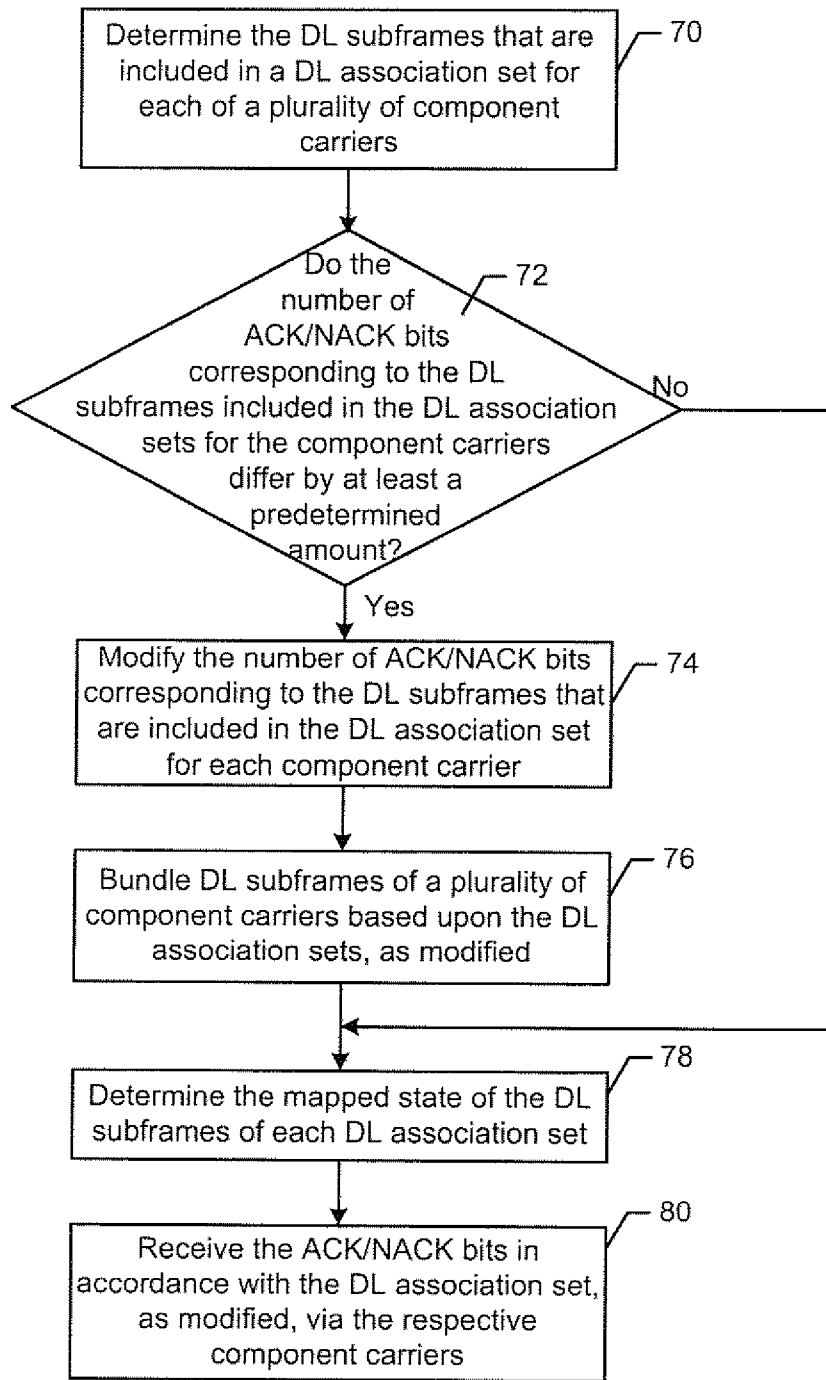 Determine the DL subframes that are
included in a DL association set for
each of a plurality of component
carriers
70
Do the
72
number of
ACK/NACK bits
corresponding to the DL
No
subframes included in the DL association
sets for the component carriers
differ by at least a
predetermined
amount?
Yes
Modify the number of ACK/NACK bits
corresponding to the DL subframes that
are included in the DL association set
for each component carrier
74
Bundle DL subframes of a plurality of
component carriers based upon the DL
association sets, as modified
76
78
Determine the mapped state of the DL
subframes of each DL association set
80
Receive the ACK/NACK bits in
accordance with the DL association set,
as modified, via the respective
component carriers